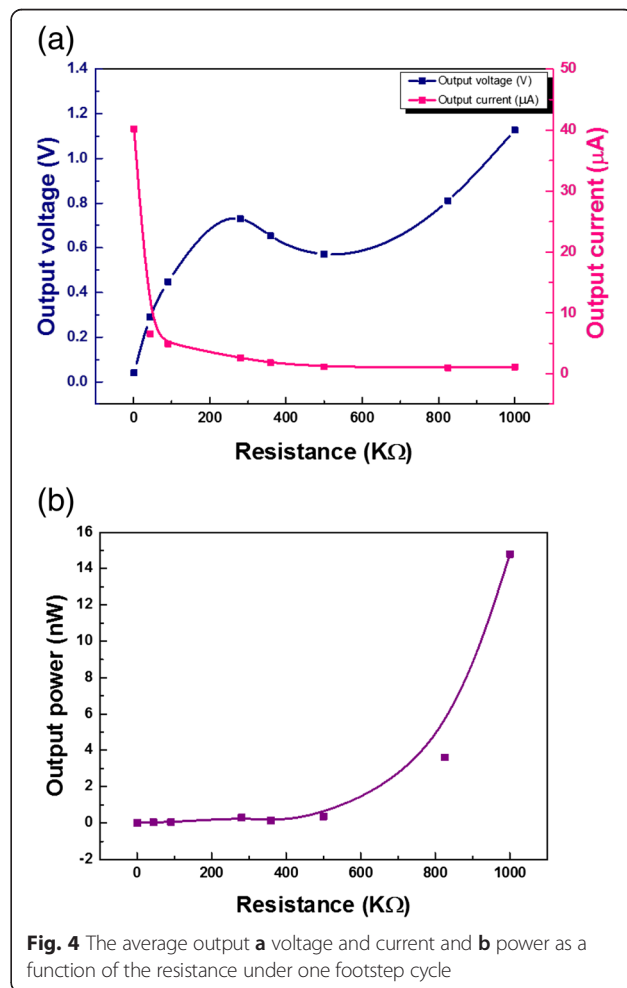 (a)
Output voltage (V)
Output current (μA)
1.4
1.2
1.0
0.8
0.6
0.4
0.2
0.0
Output voltage (V)
50
40
30
20
10
0
Output current (μA)
0 200 400 600 800 1000
Resistance (KΩ)
(b)
16
14
12
10
8
6
4
2
0
-2
Output power (nW)
0 200 400 600 800 1000
Resistance (KΩ)
Fig. 4 The average output a voltage and current and b power as a
function of the resistance under one footstep cycle